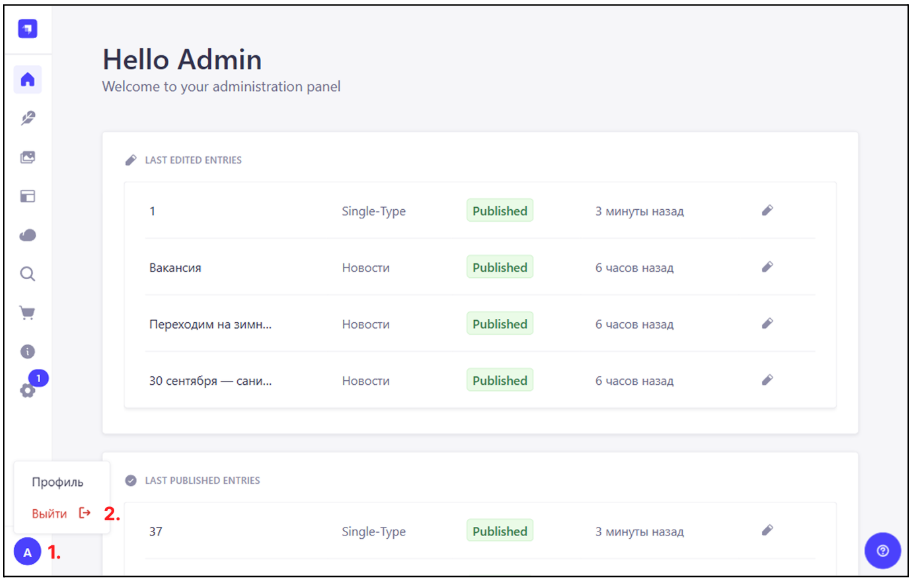 Hello Admin
Welcome to your administration panel
LAST EDITED ENTRIES
1 Single-Type Published 3 минуты назад
Вакансия Новости Published 6 часов назад
Переходим на зимн... Новости Published 6 часов назад
30 сентября — сани... Новости Published 6 часов назад
1
LAST PUBLISHED ENTRIES
37 Single-Type Published 3 минуты назад
Профиль
Выйти 2.
A 1.